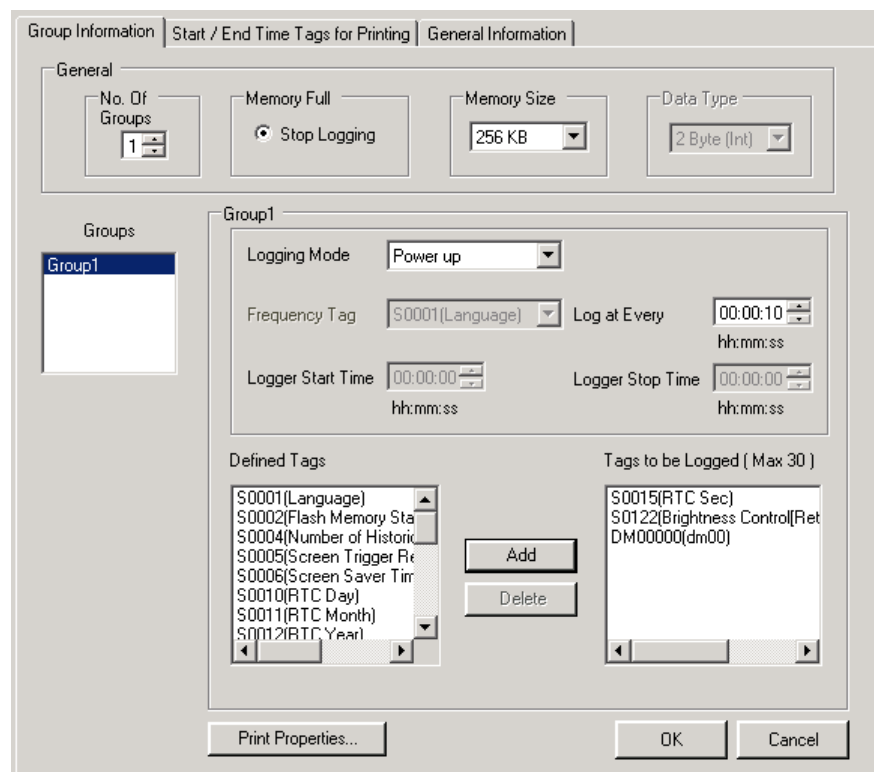 Group Information Start / End Time Tags for Printing General Information
General
No. Of Groups
1
Memory Full
Stop Logging
Memory Size
256 KB
Data Type
2 Byte (Int)
Groups
Group1
Group1
Logging Mode Power up
Frequency Tag S0001(Language) Log at Every 00:00:10
hh:mm:ss
Logger Start Time 00:00:00 Logger Stop Time 00:00:00
hh:mm:ss hh:mm:ss
Defined Tags
S0001(Language)
S0002(Flash Memory Sta
S0004(Number of Historic
S0005(Screen Trigger Re
S0006(Screen Saver Tim
S0010(RTC Day)
S0011(RTC Month)
S0012(RTC Year)
Add
Delete
Tags to be Logged ( Max 30 )
S0015(RTC Sec)
S0122(Brightness Control[Ret
DM00000(dm00)
Print Properties... OK Cancel